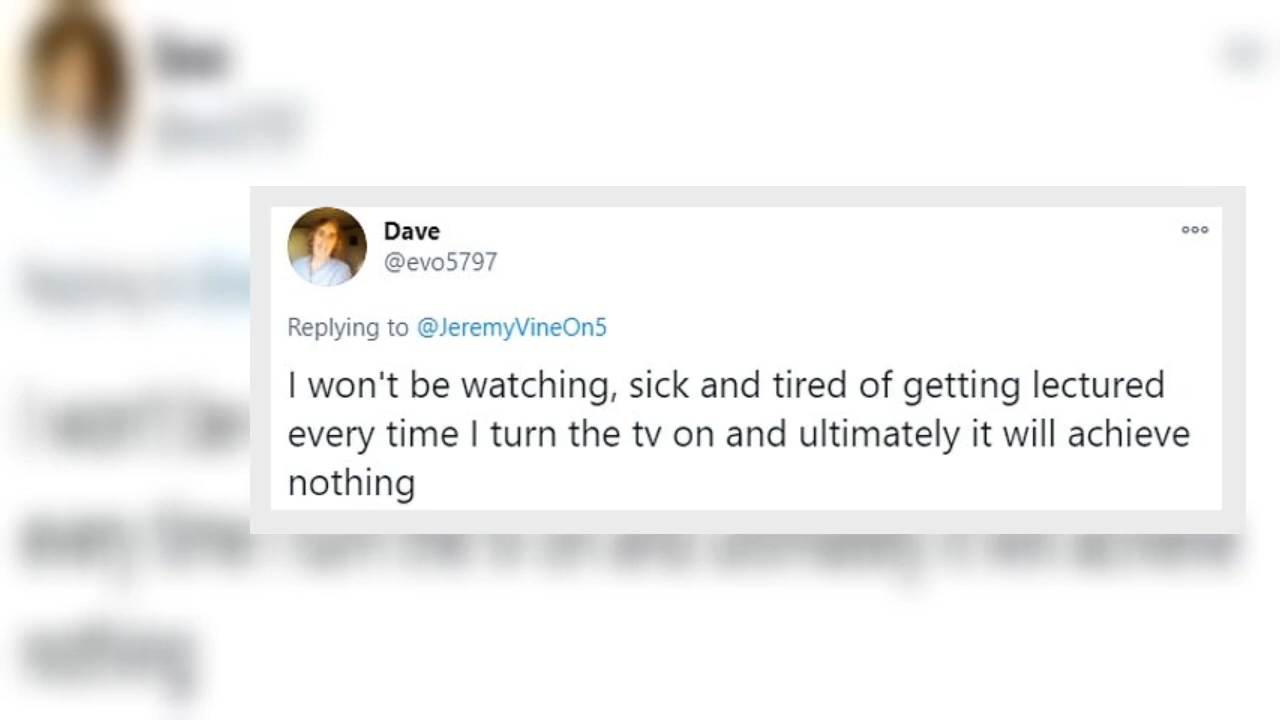 Dave
@evo5797
Replying to @JeremyVineOn5
I won't be watching, sick and tired of getting lectured
every time I turn the tv on and ultimately it will achieve
nothing